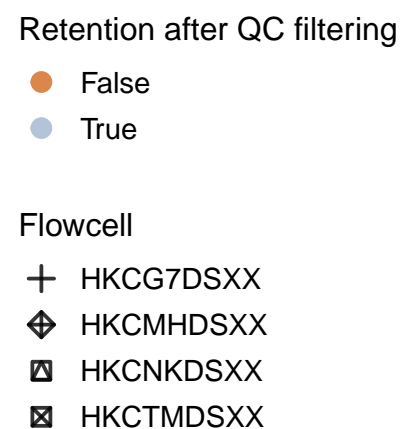 Retention after QC filtering
False
True
Flowcell
HKCG7DSXX
HKCMHDSXX
HKCNKDSXX
HKCTMDSXX